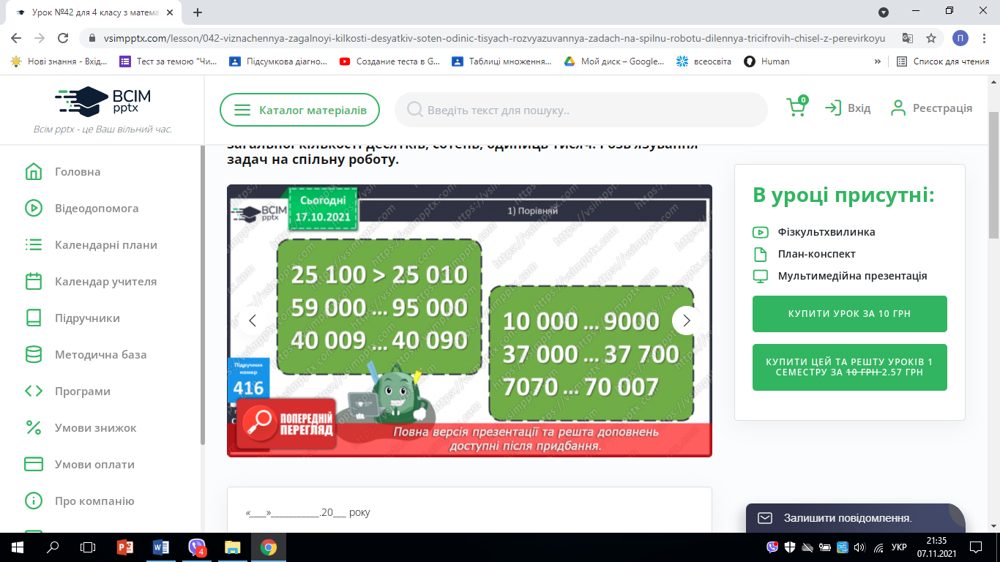 Урок №42 для 4 класу з матема
vsimpptx.com/lesson/042-viznachennya-zagalnoyi-kilkosti-desyatkiv-soten-odinic-tisyach-rozvyazuvannya-zadach-na-spilnu-robotu-dilennya-tricifrovih-chisel-z-perevirkoyu
П
Нові знання - Вхід...
Тест за темою "Чи...
Підсумкова діагно...
Создание теста в G...
Таблиці множення...
Мой диск – Google...
всеосвіта
Human
»
Список для чтения
ВСІМ
pptx
Всім pptx - це Ваш вільний час.
Каталог матеріалів
Введіть текст для пошуку..
0
Вхід
Реєстрація
Головна
Відеодопомога
Календарні плани
Календар учителя
Підручники
Методична база
Програми
Умови знижок
Умови оплати
Про компанію
загальної кількості десятків, сотень, одиниць тисяч. Розв'язування
задач на спільну роботу.
ВСІМ
pptx
Сьогодні
17.10.2021
1) Порівняй
25 100 > 25 010
59 000 ... 95 000
40 009 ... 40 090
10 000 ... 9000
37 000 ... 37 700
7070 ... 70 007
Підручник
номер
416
ПОПЕРЕДНІЙ
ПЕРЕГЛЯД
Повна версія презентації та решта доповнень
доступні після придбання.
https://vsimpptx.com
В уроці присутні:
Фізкультхвилинка
План-конспект
Мультимедійна презентація
КУПИТИ УРОК ЗА 10 ГРН
КУПИТИ ЦЕЙ ТА РЕШТУ УРОКІВ 1
СЕМЕСТРУ ЗА 10 ГРН 2.57 ГРН
«___»__________.20___ року
Залишити повідомлення.
4
УКР
21:35
07.11.2021